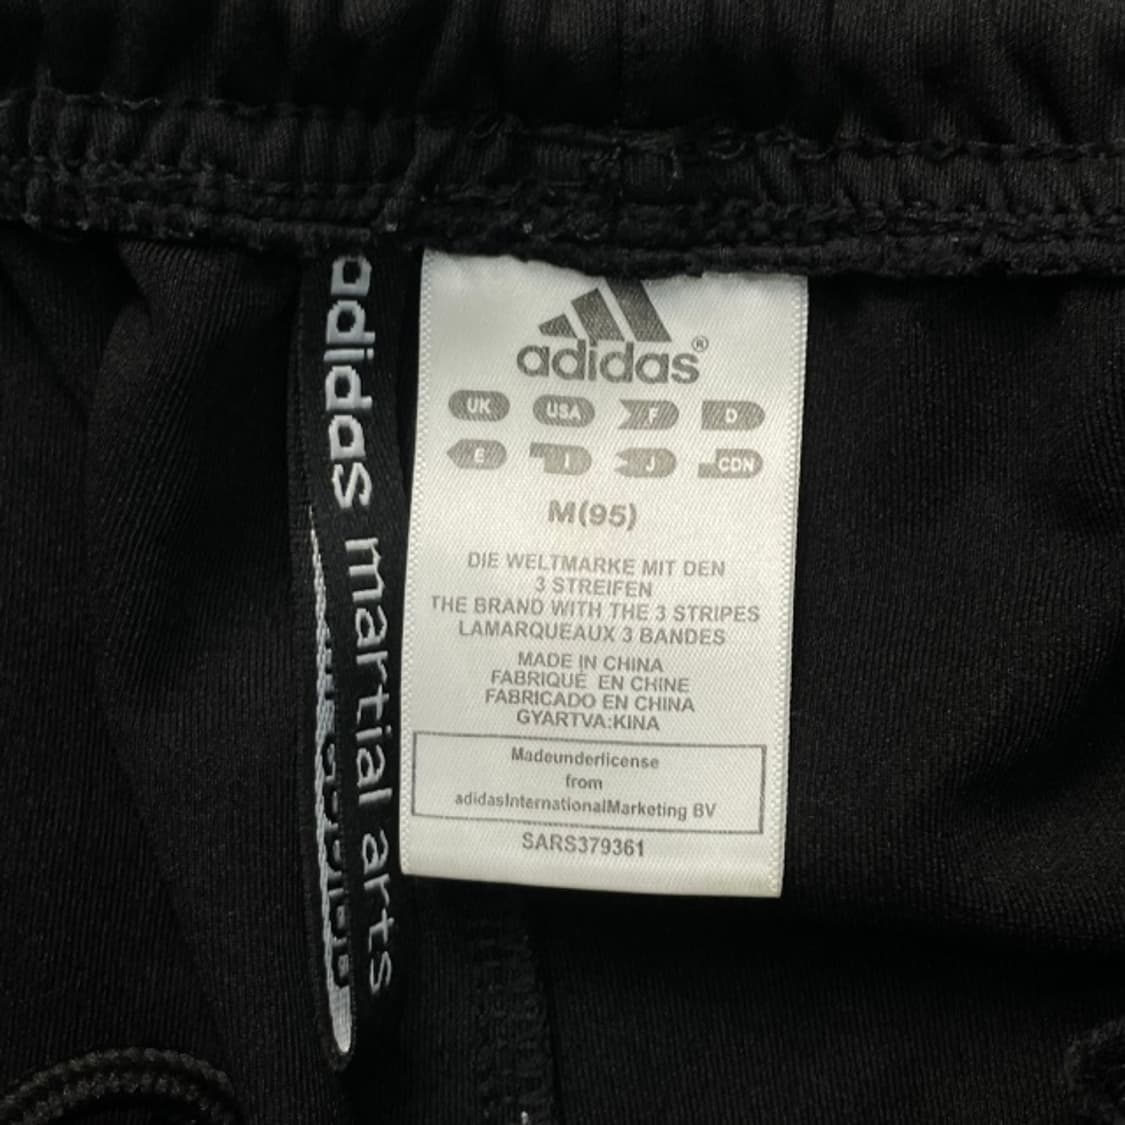 adidas martial arts
adidas®
UK USA F D
E I J CDN
M(95)
DIE WELTMARKE MIT DEN
3 STREIFEN
THE BRAND WITH THE 3 STRIPES
LAMARQUEAUX 3 BANDES
MADE IN CHINA
FABRIQUÉ EN CHINE
FABRICADO EN CHINA
GYARTVA:KINA
Madeunderlicense
from
adidasInternationalMarketing BV
SARS379361